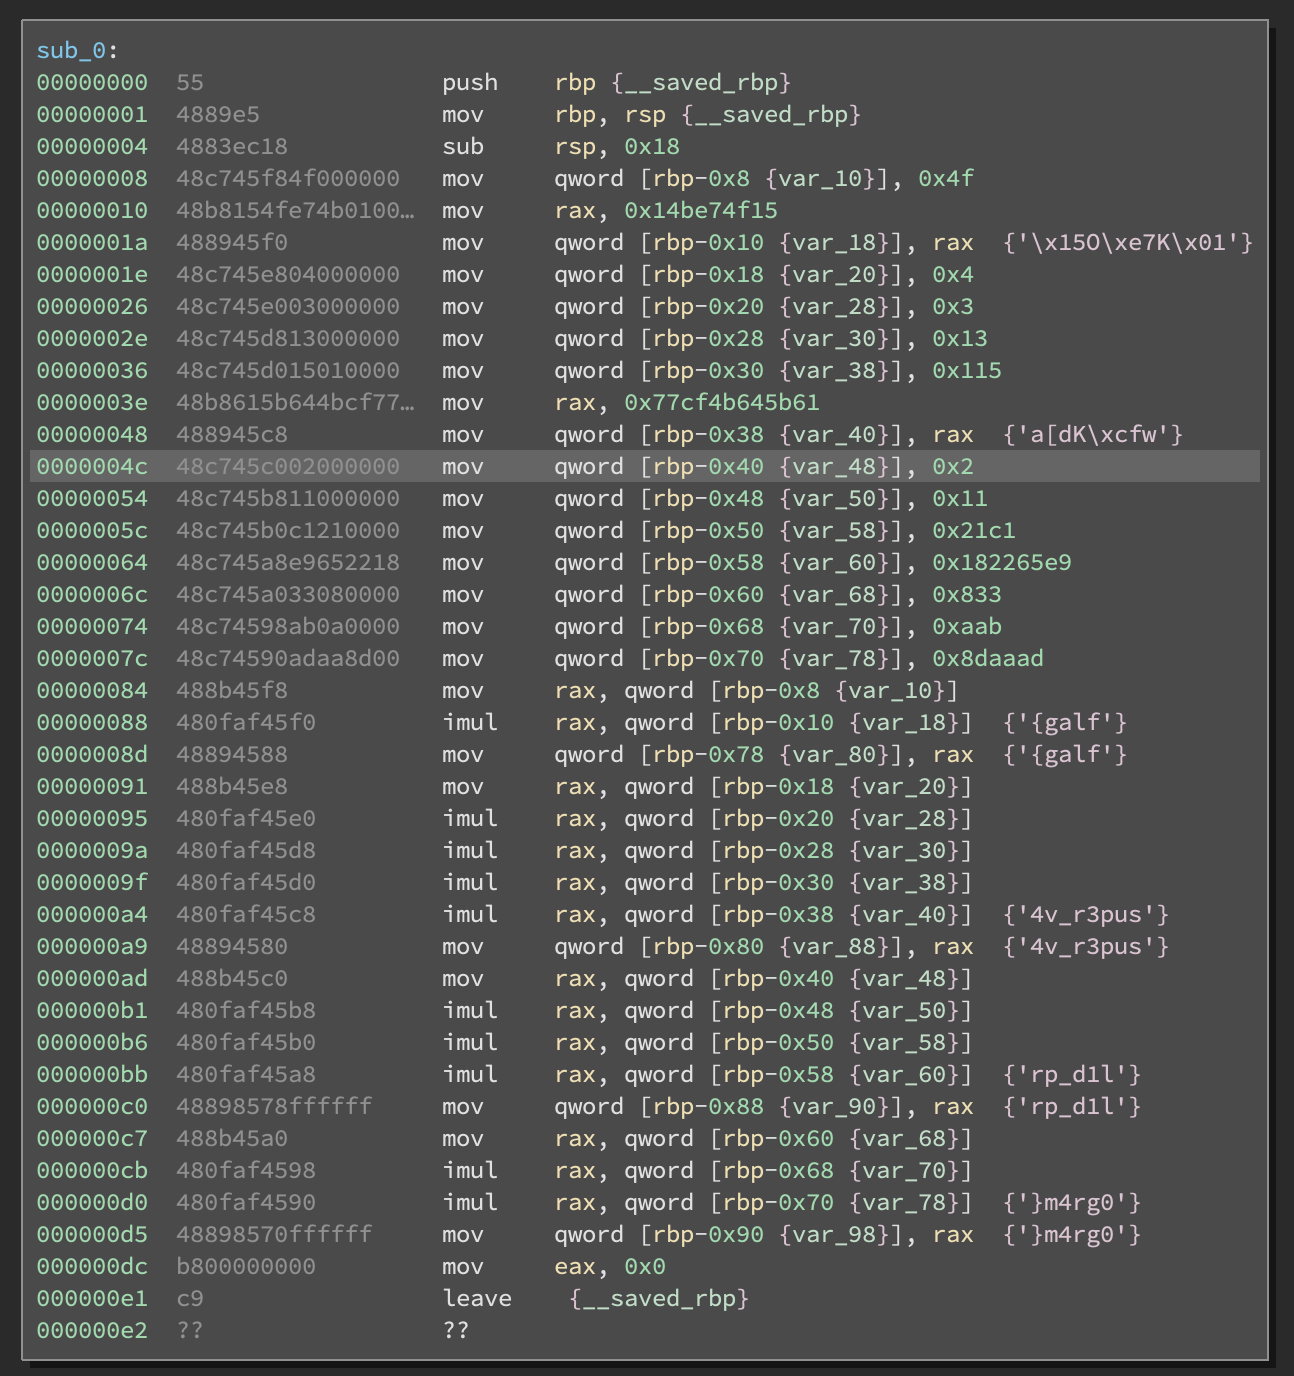 sub_0:
00000000 55 push rbp {__saved_rbp}
00000001 4889e5 mov rbp, rsp {__saved_rbp}
00000004 4883ec18 sub rsp, 0x18
00000008 48c745f84f000000 mov qword [rbp-0x8 {var_10}], 0x4f
00000010 48b8154fe74b0100… mov rax, 0x14be74f15
0000001a 488945f0 mov qword [rbp-0x10 {var_18}], rax {'\x15O\xe7K\x01'}
0000001e 48c745e804000000 mov qword [rbp-0x18 {var_20}], 0x4
00000026 48c745e003000000 mov qword [rbp-0x20 {var_28}], 0x3
0000002e 48c745d813000000 mov qword [rbp-0x28 {var_30}], 0x13
00000036 48c745d015010000 mov qword [rbp-0x30 {var_38}], 0x115
0000003e 48b8615b644bcf77… mov rax, 0x77cf4b645b61
00000048 488945c8 mov qword [rbp-0x38 {var_40}], rax {'a[dK\xcfw'}
0000004c 48c745c002000000 mov qword [rbp-0x40 {var_48}], 0x2
00000054 48c745b811000000 mov qword [rbp-0x48 {var_50}], 0x11
0000005c 48c745b0c1210000 mov qword [rbp-0x50 {var_58}], 0x21c1
00000064 48c745a8e9652218 mov qword [rbp-0x58 {var_60}], 0x182265e9
0000006c 48c745a033080000 mov qword [rbp-0x60 {var_68}], 0x833
00000074 48c74598ab0a0000 mov qword [rbp-0x68 {var_70}], 0xaab
0000007c 48c74590adaa8d00 mov qword [rbp-0x70 {var_78}], 0x8daaad
00000084 488b45f8 mov rax, qword [rbp-0x8 {var_10}]
00000088 480faf45f0 imul rax, qword [rbp-0x10 {var_18}] {'{galf'}
0000008d 48894588 mov qword [rbp-0x78 {var_80}], rax {'{galf'}
00000091 488b45e8 mov rax, qword [rbp-0x18 {var_20}]
00000095 480faf45e0 imul rax, qword [rbp-0x20 {var_28}]
0000009a 480faf45d8 imul rax, qword [rbp-0x28 {var_30}]
0000009f 480faf45d0 imul rax, qword [rbp-0x30 {var_38}]
000000a4 480faf45c8 imul rax, qword [rbp-0x38 {var_40}] {'4v_r3pus'}
000000a9 48894580 mov qword [rbp-0x80 {var_88}], rax {'4v_r3pus'}
000000ad 488b45c0 mov rax, qword [rbp-0x40 {var_48}]
000000b1 480faf45b8 imul rax, qword [rbp-0x48 {var_50}]
000000b6 480faf45b0 imul rax, qword [rbp-0x50 {var_58}]
000000bb 480faf45a8 imul rax, qword [rbp-0x58 {var_60}] {'rp_d1l'}
000000c0 48898578ffffff mov qword [rbp-0x88 {var_90}], rax {'rp_d1l'}
000000c7 488b45a0 mov rax, qword [rbp-0x60 {var_68}]
000000cb 480faf4598 imul rax, qword [rbp-0x68 {var_70}]
000000d0 480faf4590 imul rax, qword [rbp-0x70 {var_78}] {'}m4rg0'}
000000d5 48898570ffffff mov qword [rbp-0x90 {var_98}], rax {'}m4rg0'}
000000dc b800000000 mov eax, 0x0
000000e1 c9 leave {__saved_rbp}
000000e2 ?? ??